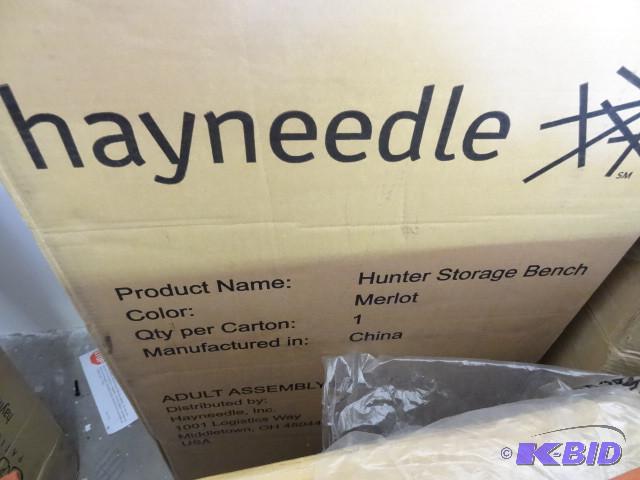 hayneedle
SM
Product Name: Hunter Storage Bench
Color: Merlot
Qty per Carton: 1
Manufactured in: China
ADULT ASSEMBLY
Distributed by:
Hayneedle, Inc.
1001 Logistics Way
Middletown, OH 45044
USA
© K-BID